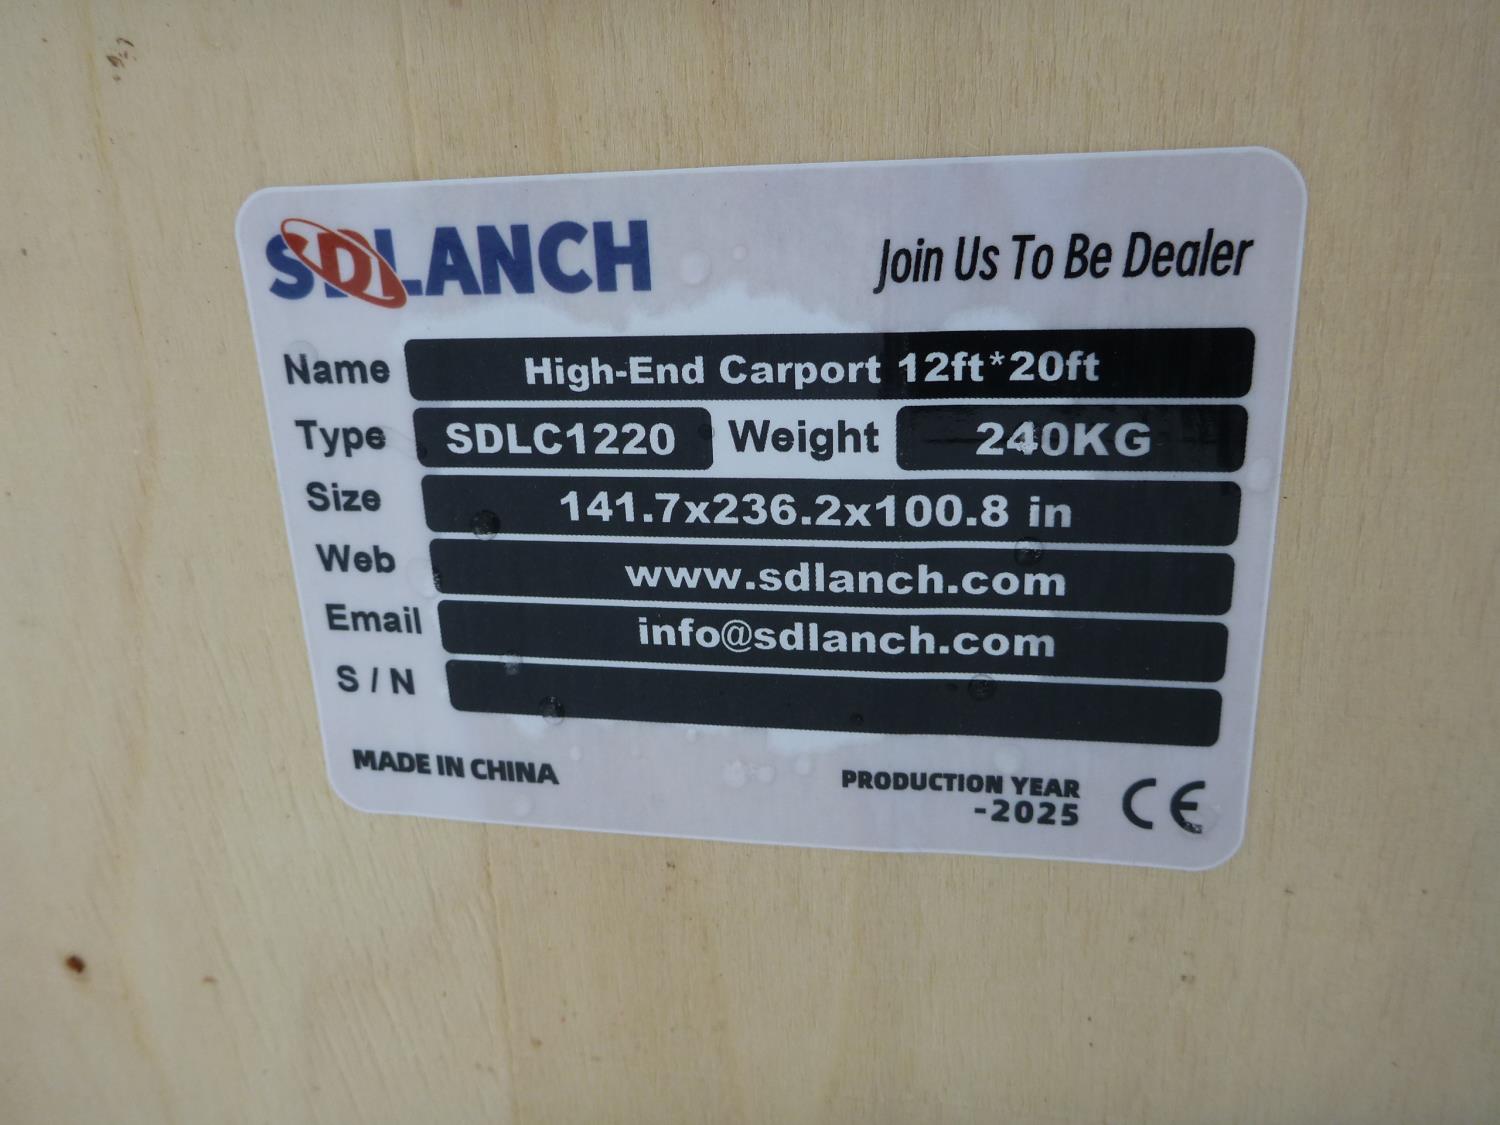 SDLANCH Join Us To Be Dealer
Name High-End Carport 12ft*20ft
Type SDLC1220 Weight 240KG
Size 141.7x236.2x100.8 in
Web www.sdlanch.com
Email info@sdlanch.com
S / N
MADE IN CHINA PRODUCTION YEAR
-2025 CE